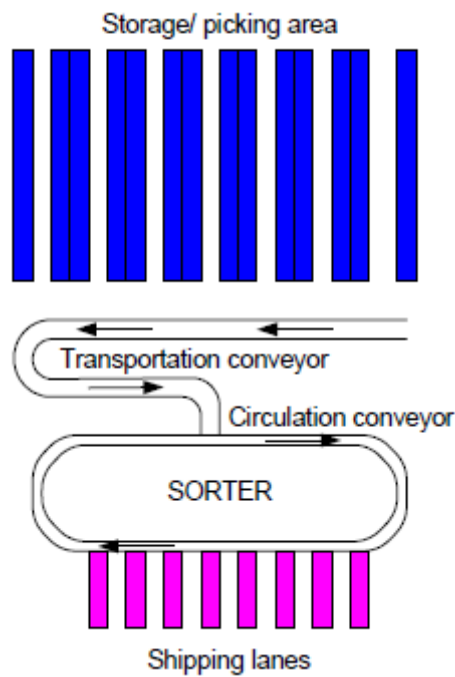 Storage/ picking area
Transportation conveyor
Circulation conveyor
SORTER
Shipping lanes